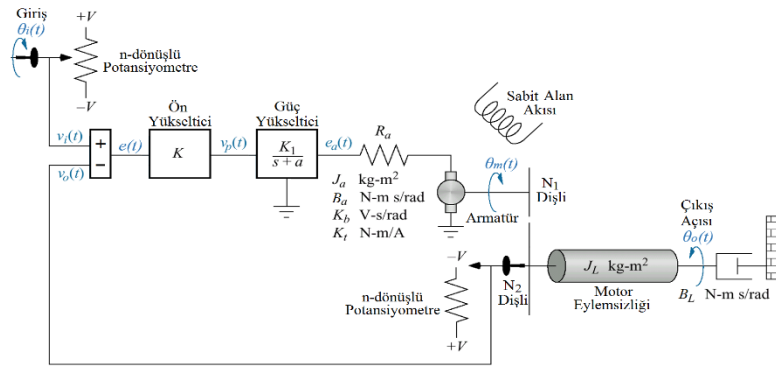 Giriş
θi(t)
+V
n-dönüşlü
Potansiyometre
−V
vi(t)
vo(t)
+
−
e(t)
Ön
Yükseltici
K
vp(t)
Güç
Yükseltici
K1
s + a
ea(t)
Ra
Ja kg-m²
Ba N-m s/rad
Kb V-s/rad
Kt N-m/A
Sabit Alan
Akısı
θm(t)
Armatür
N1
Dişli
−V
n-dönüşlü
Potansiyometre
+V
N2
Dişli
JL kg-m²
Motor
Eylemsizliği
Çıkış
Açısı
θo(t)
BL N-m s/rad